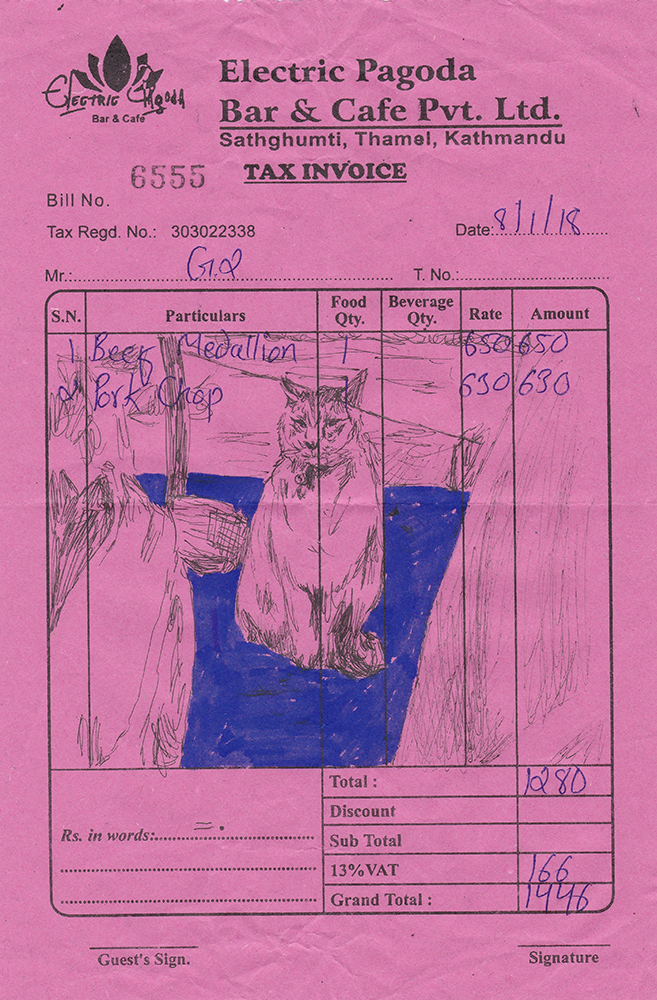 ELECTRIC PAGODA
Bar & Café
Electric Pagoda
Bar & Cafe Pvt. Ltd.
Sathghumti, Thamel, Kathmandu
6555
TAX INVOICE
Bill No.
Tax Regd. No.: 303022338
Date: 8/1/18
Mr.: G.2
T. No.:
S.N. Particulars Food Qty. Beverage Qty. Rate Amount
1 Beef Medallion 1 650 650
2 Pork Chop 1 630 630
Total : 1280
Discount
Rs. in words: =.
Sub Total
13%VAT 166
Grand Total : 1446
Guest's Sign.
Signature